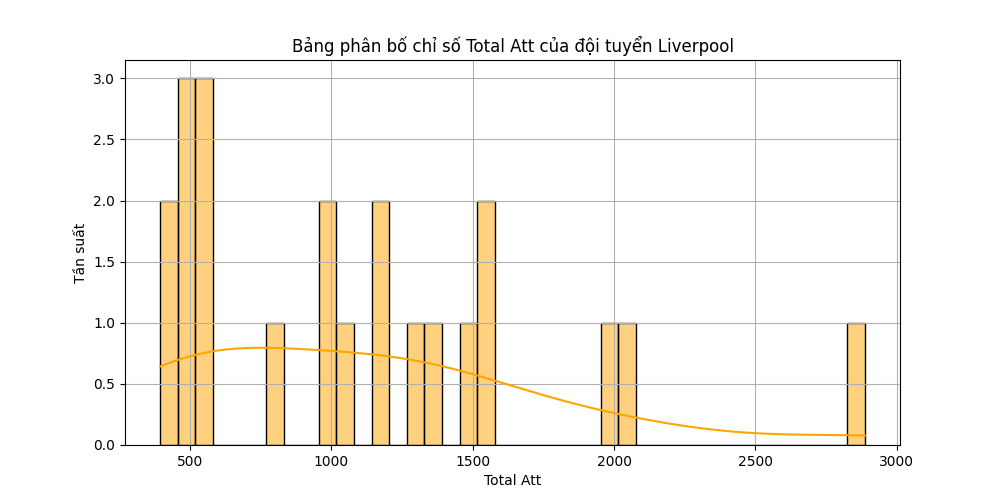 Bảng phân bố chỉ số Total Att của đội tuyển Liverpool
3.0
2.5
2.0
1.5
1.0
0.5
0.0
Tần suất
500 1000 1500 2000 2500 3000
Total Att